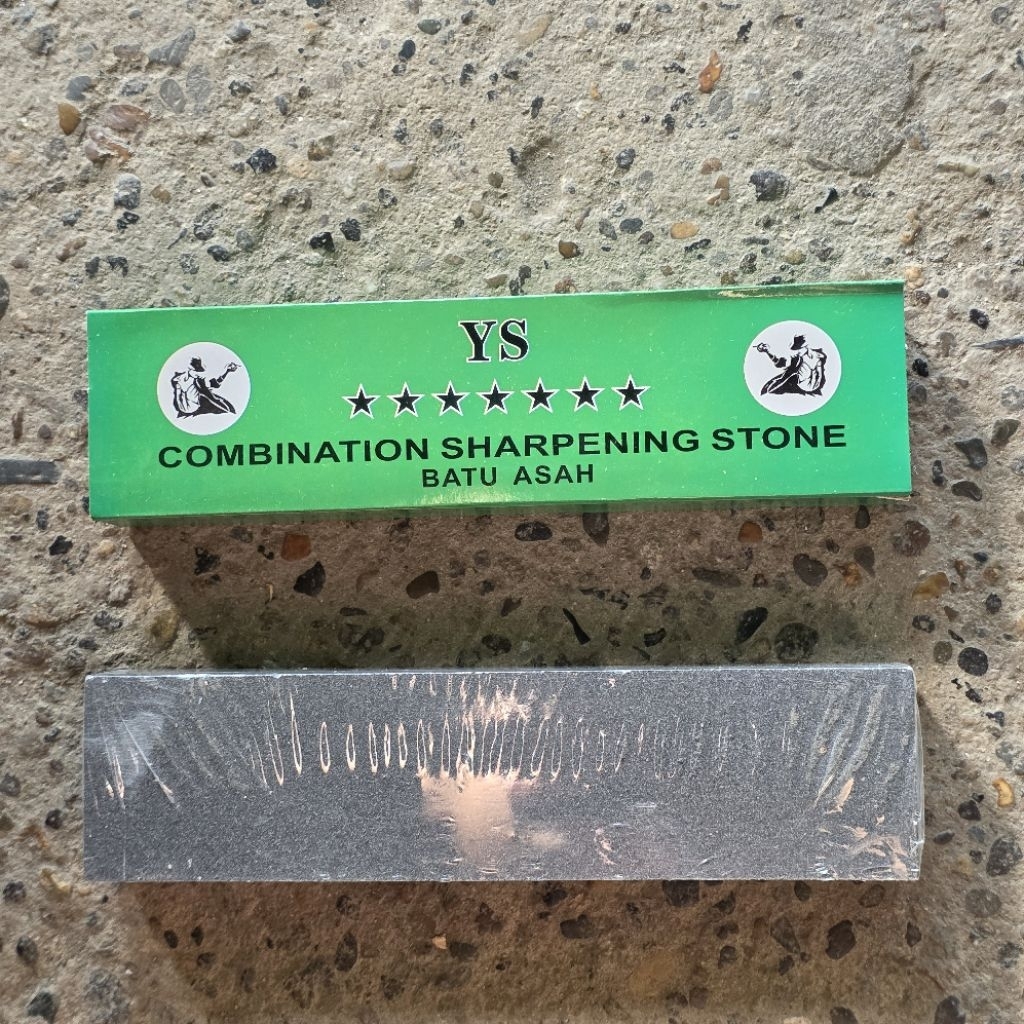 YS
★★★★★★★
COMBINATION SHARPENING STONE
BATU ASAH